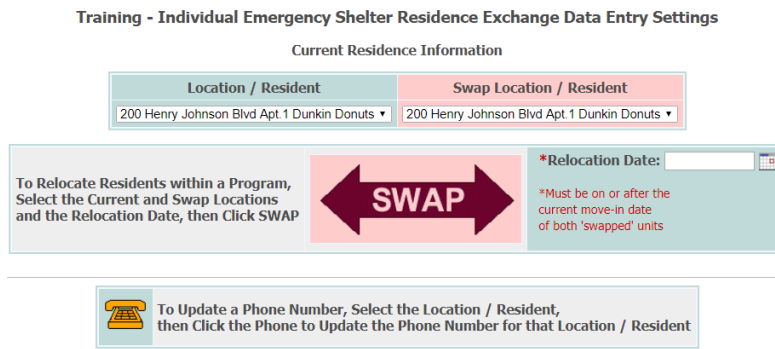 Training - Individual Emergency Shelter Residence Exchange Data Entry Settings
Current Residence Information
Location / Resident
Swap Location / Resident
200 Henry Johnson Blvd Apt.1 Dunkin Donuts
200 Henry Johnson Blvd Apt.1 Dunkin Donuts
To Relocate Residents within a Program,
Select the Current and Swap Locations
and the Relocation Date, then Click SWAP
SWAP
*Relocation Date:
*Must be on or after the
current move-in date
of both 'swapped' units
To Update a Phone Number, Select the Location / Resident,
then Click the Phone to Update the Phone Number for that Location / Resident